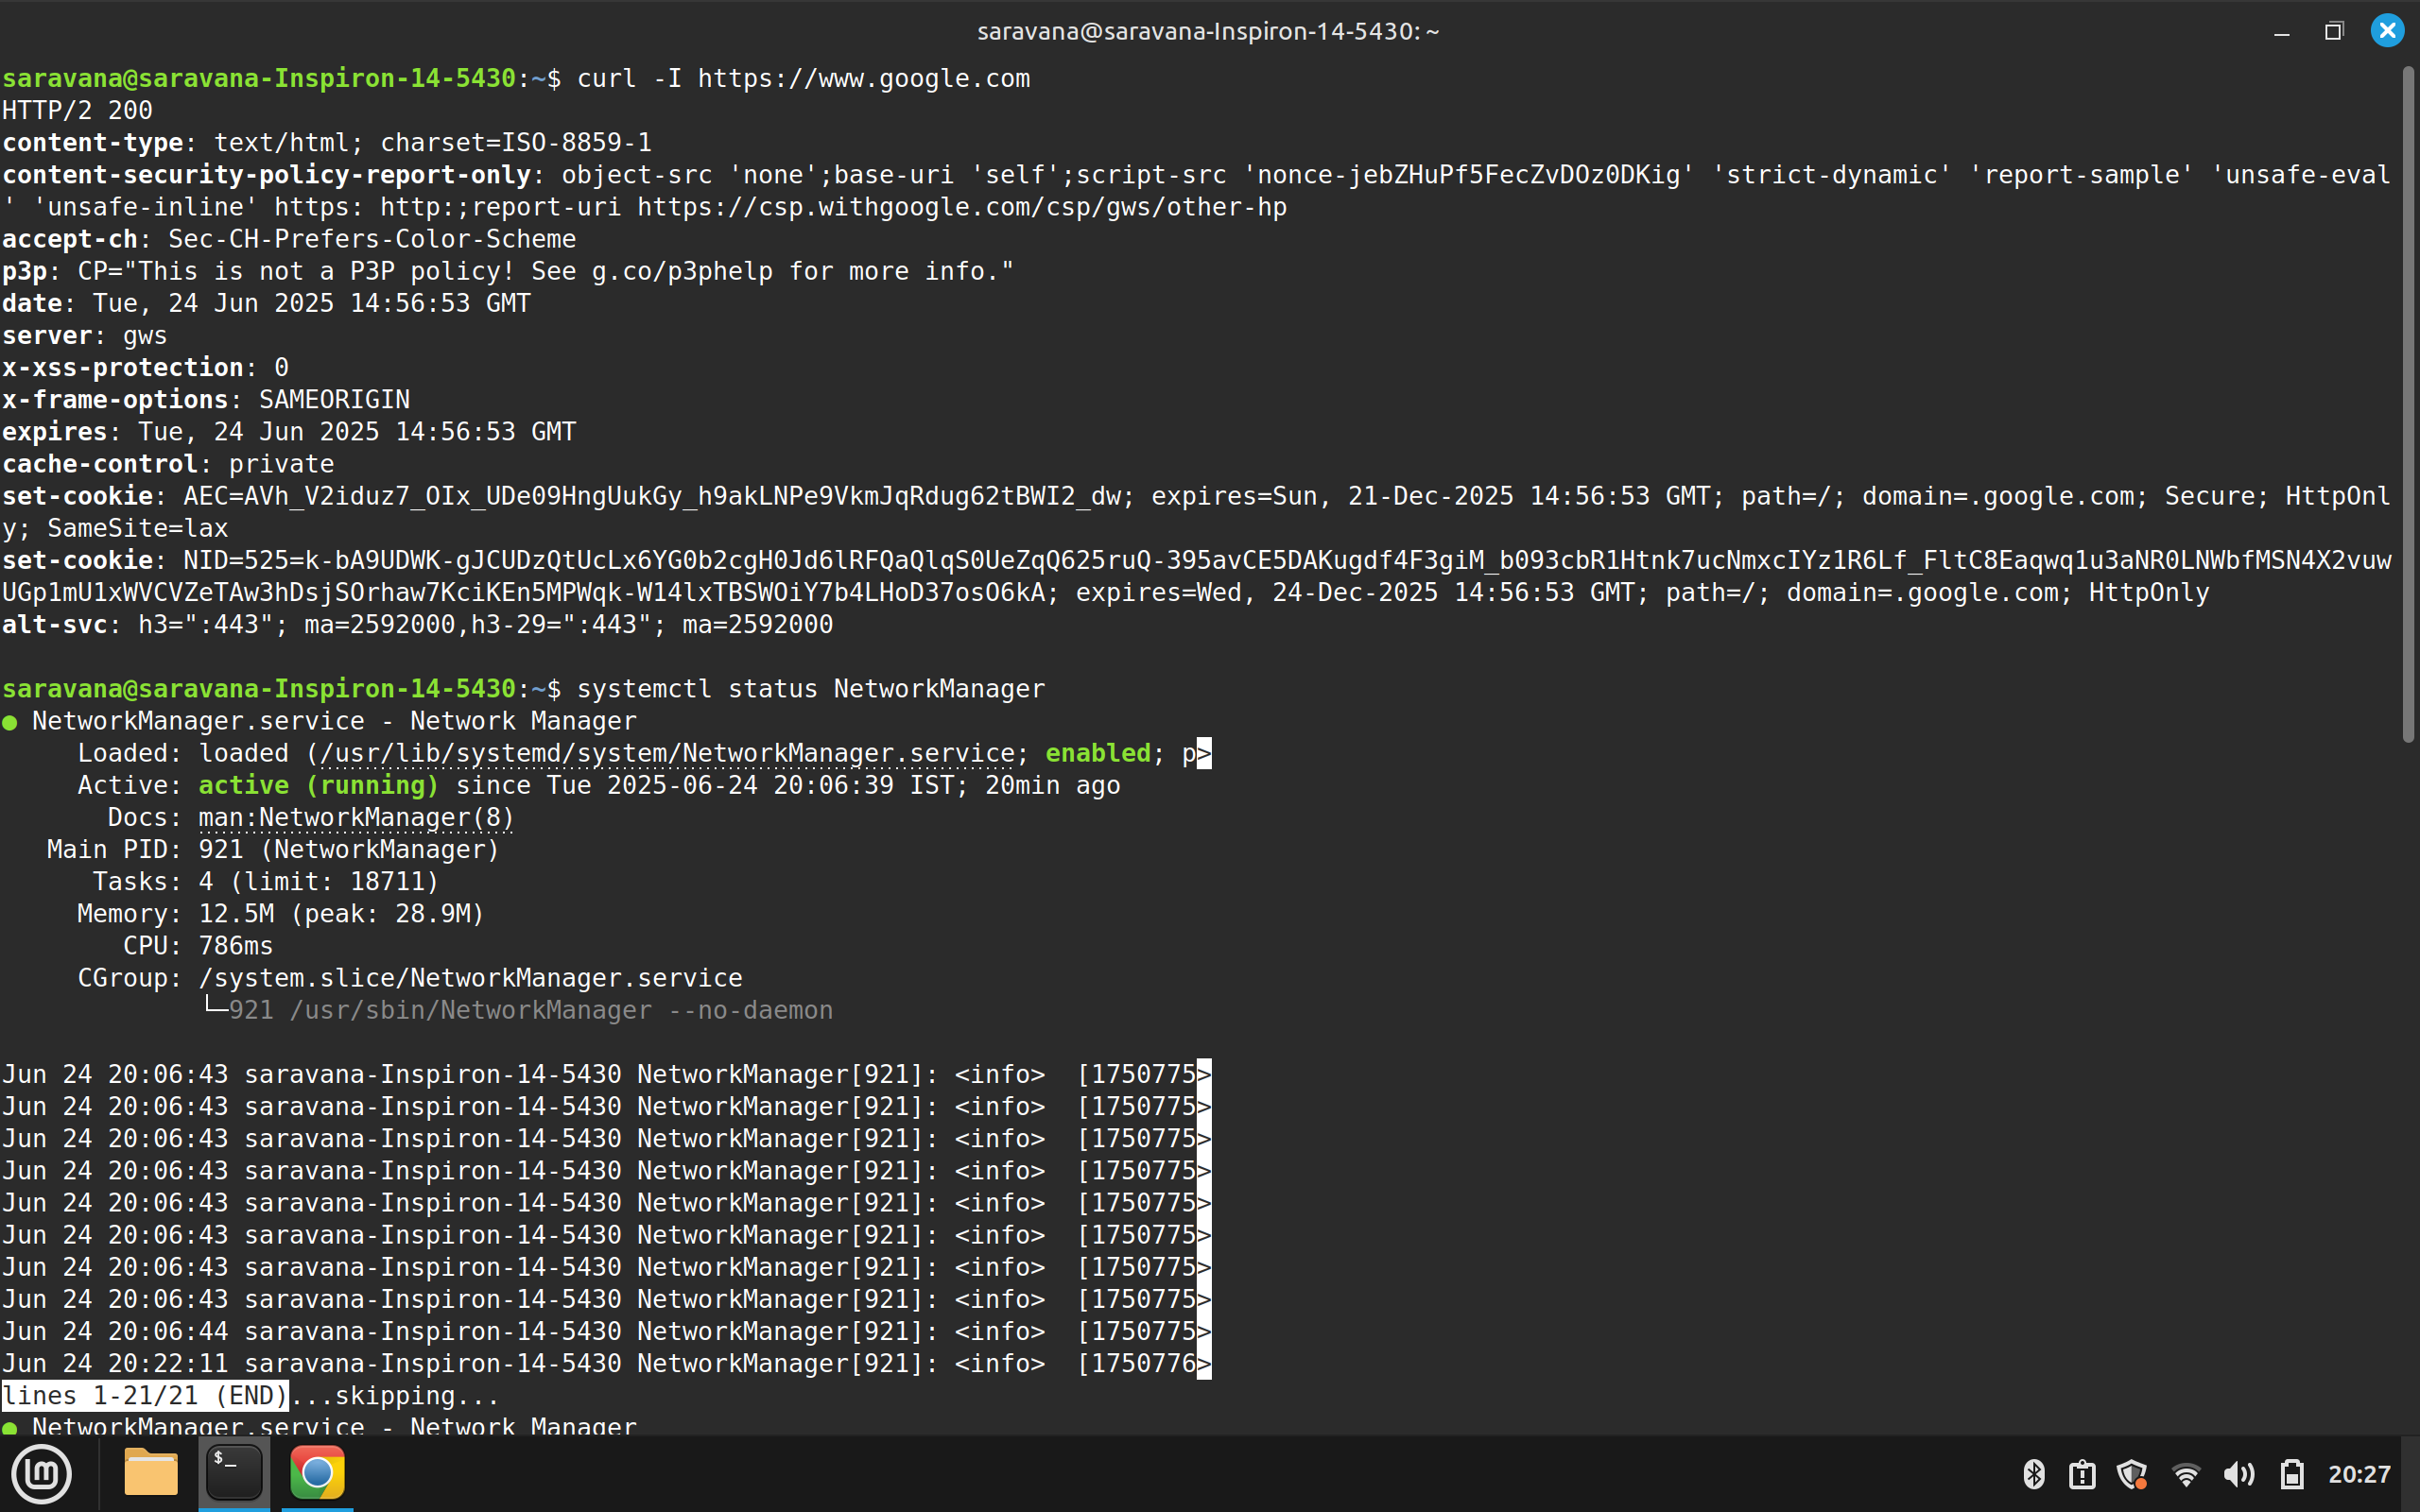 saravana@saravana-Inspiron-14-5430: ~
saravana@saravana-Inspiron-14-5430:~$ curl -I https://www.google.com
HTTP/2 200
content-type: text/html; charset=ISO-8859-1
content-security-policy-report-only: object-src 'none';base-uri 'self';script-src 'nonce-jebZHuPf5FecZvDOz0DKig' 'strict-dynamic' 'report-sample' 'unsafe-eval
' 'unsafe-inline' https: http:;report-uri https://csp.withgoogle.com/csp/gws/other-hp
accept-ch: Sec-CH-Prefers-Color-Scheme
p3p: CP="This is not a P3P policy! See g.co/p3phelp for more info."
date: Tue, 24 Jun 2025 14:56:53 GMT
server: gws
x-xss-protection: 0
x-frame-options: SAMEORIGIN
expires: Tue, 24 Jun 2025 14:56:53 GMT
cache-control: private
set-cookie: AEC=AVh_V2iduz7_OIx_UDe09HngUukGy_h9akLNPe9VkmJqRdug62tBWI2_dw; expires=Sun, 21-Dec-2025 14:56:53 GMT; path=/; domain=.google.com; Secure; HttpOnl
y; SameSite=lax
set-cookie: NID=525=k-bA9UDWK-gJCUDzQtUcLx6YG0b2cgH0Jd6lRFQaQlqS0UeZqQ625ruQ-395avCE5DAKugdf4F3giM_b093cbR1Htnk7ucNmxcIYz1R6Lf_FltC8Eaqwq1u3aNR0LNWbfMSN4X2vuw
UGp1mU1xWVCVZeTAw3hDsjSOrhaw7KciKEn5MPWqk-W14lxTBSWOiY7b4LHoD37osO6kA; expires=Wed, 24-Dec-2025 14:56:53 GMT; path=/; domain=.google.com; HttpOnly
alt-svc: h3=":443"; ma=2592000,h3-29=":443"; ma=2592000
saravana@saravana-Inspiron-14-5430:~$ systemctl status NetworkManager
● NetworkManager.service - Network Manager
Loaded: loaded (/usr/lib/systemd/system/NetworkManager.service; enabled; p>
Active: active (running) since Tue 2025-06-24 20:06:39 IST; 20min ago
Docs: man:NetworkManager(8)
Main PID: 921 (NetworkManager)
Tasks: 4 (limit: 18711)
Memory: 12.5M (peak: 28.9M)
CPU: 786ms
CGroup: /system.slice/NetworkManager.service
└─921 /usr/sbin/NetworkManager --no-daemon
Jun 24 20:06:43 saravana-Inspiron-14-5430 NetworkManager[921]: <info>  [1750775>
Jun 24 20:06:43 saravana-Inspiron-14-5430 NetworkManager[921]: <info>  [1750775>
Jun 24 20:06:43 saravana-Inspiron-14-5430 NetworkManager[921]: <info>  [1750775>
Jun 24 20:06:43 saravana-Inspiron-14-5430 NetworkManager[921]: <info>  [1750775>
Jun 24 20:06:43 saravana-Inspiron-14-5430 NetworkManager[921]: <info>  [1750775>
Jun 24 20:06:43 saravana-Inspiron-14-5430 NetworkManager[921]: <info>  [1750775>
Jun 24 20:06:43 saravana-Inspiron-14-5430 NetworkManager[921]: <info>  [1750775>
Jun 24 20:06:43 saravana-Inspiron-14-5430 NetworkManager[921]: <info>  [1750775>
Jun 24 20:06:44 saravana-Inspiron-14-5430 NetworkManager[921]: <info>  [1750775>
Jun 24 20:22:11 saravana-Inspiron-14-5430 NetworkManager[921]: <info>  [1750776>
lines 1-21/21 (END)...skipping...
● NetworkManager.service - Network Manager
$_
20:27